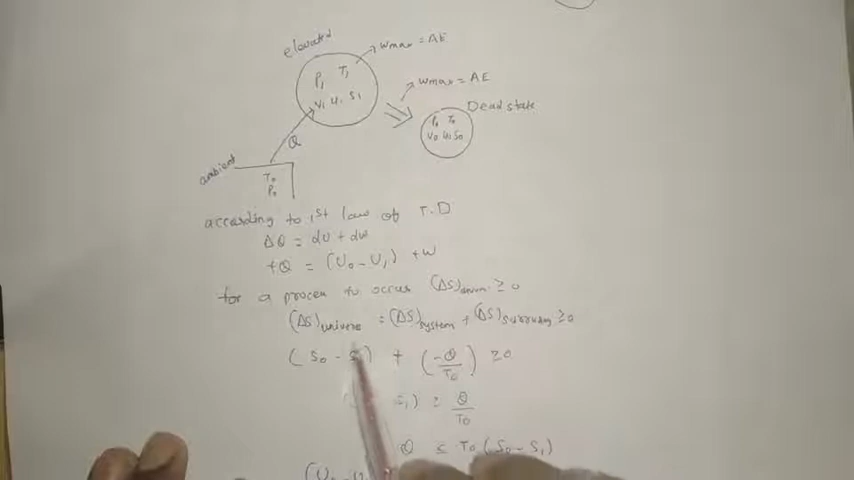 elevated
Wmax = AE
P₁ T₁
V₁ U₁ S₁
Wmax = AE
Dead state
P₀ T₀
V₀ U₀ S₀
Q
ambient
T₀
P₀
according to 1st law of T.D
ΔQ = dU + dW
+Q = (U₀ - U₁) + W
for a process to occur (ΔS)univ ≥ 0
(ΔS)universe = (ΔS)system + (ΔS)surroun ≥ 0
(S₀ - S₁) + (-Q/T₀) ≥ 0
Q/T₀
Q ≤ T₀ (S₀ - S₁)
(U₀ -